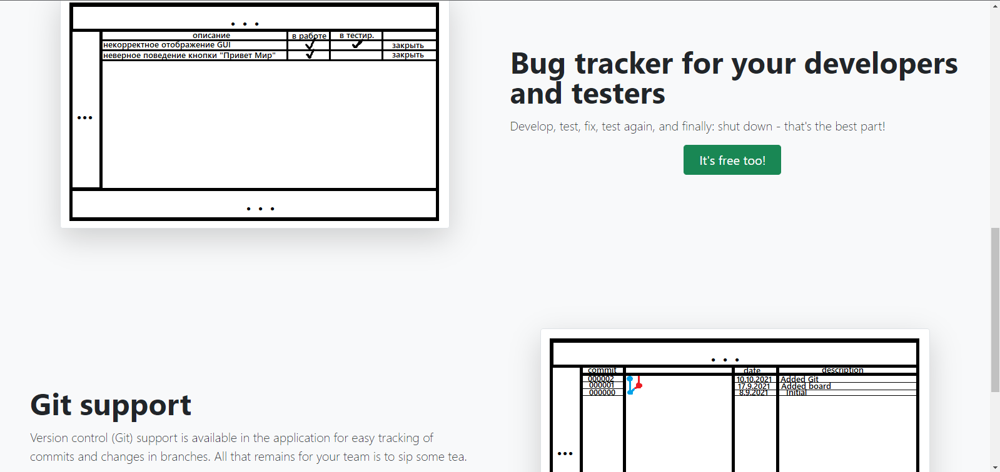 . . .
описание в работе в тестир.
некорректное отображение GUI закрыть
неверное поведение кнопки "Привет Мир" закрыть
...
. . .
Bug tracker for your developers
and testers
Develop, test, fix, test again, and finally: shut down - that's the best part!
It's free too!
Git support
Version control (Git) support is available in the application for easy tracking of
commits and changes in branches. All that remains for your team is to sip some tea.
. . .
commit date description
000002 10.10.2021 Added Git
000001 17.9.2021 Added board
000000 8.9.2021 Initial
...